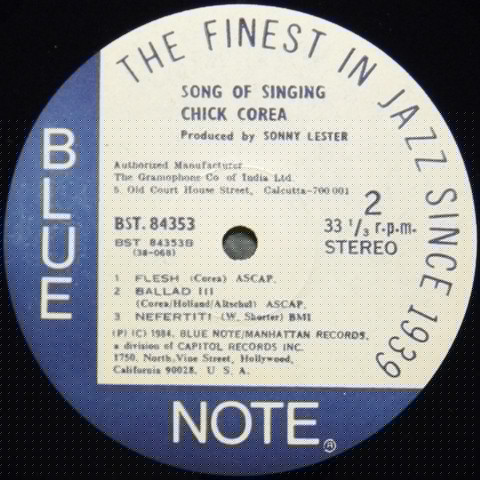 THE FINEST IN JAZZ SINCE 1939
SONG OF SINGING
CHICK COREA
Produced by SONNY LESTER
Authorized Manufacturer
The Gramophone Co of India Ltd.
5, Old Court House Street, Calcutta-700 001
BST. 84353
BST 84353B
(38-068)
2
33 1/3 r.p.m.
STEREO
1 FLESH (Corea) ASCAP.
2 BALLAD III
(Corea/Holland/Altschul) ASCAP.
3 NEFERTITI (W. Shorter) BMI
(P) (C) 1984, BLUE NOTE/MANHATTAN RECORDS,
a division of CAPITOL RECORDS INC.
1750, North Vine Street, Hollywood,
California 90028, U. S. A.
BLUE
NOTE®